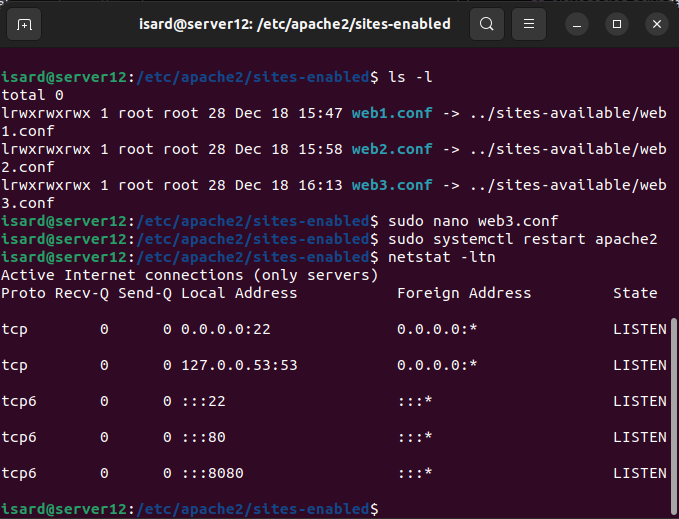 isard@server12: /etc/apache2/sites-enabled
isard@server12:/etc/apache2/sites-enabled$ ls -l
total 0
lrwxrwxrwx 1 root root 28 Dec 18 15:47 web1.conf -> ../sites-available/web
1.conf
lrwxrwxrwx 1 root root 28 Dec 18 15:58 web2.conf -> ../sites-available/web
2.conf
lrwxrwxrwx 1 root root 28 Dec 18 16:13 web3.conf -> ../sites-available/web
3.conf
isard@server12:/etc/apache2/sites-enabled$ sudo nano web3.conf
isard@server12:/etc/apache2/sites-enabled$ sudo systemctl restart apache2
isard@server12:/etc/apache2/sites-enabled$ netstat -ltn
Active Internet connections (only servers)
Proto Recv-Q Send-Q Local Address           Foreign Address         State
tcp        0      0 0.0.0.0:22              0.0.0.0:*               LISTEN
tcp        0      0 127.0.0.53:53           0.0.0.0:*               LISTEN
tcp6       0      0 :::22                   :::*                    LISTEN
tcp6       0      0 :::80                   :::*                    LISTEN
tcp6       0      0 :::8080                 :::*                    LISTEN
isard@server12:/etc/apache2/sites-enabled$